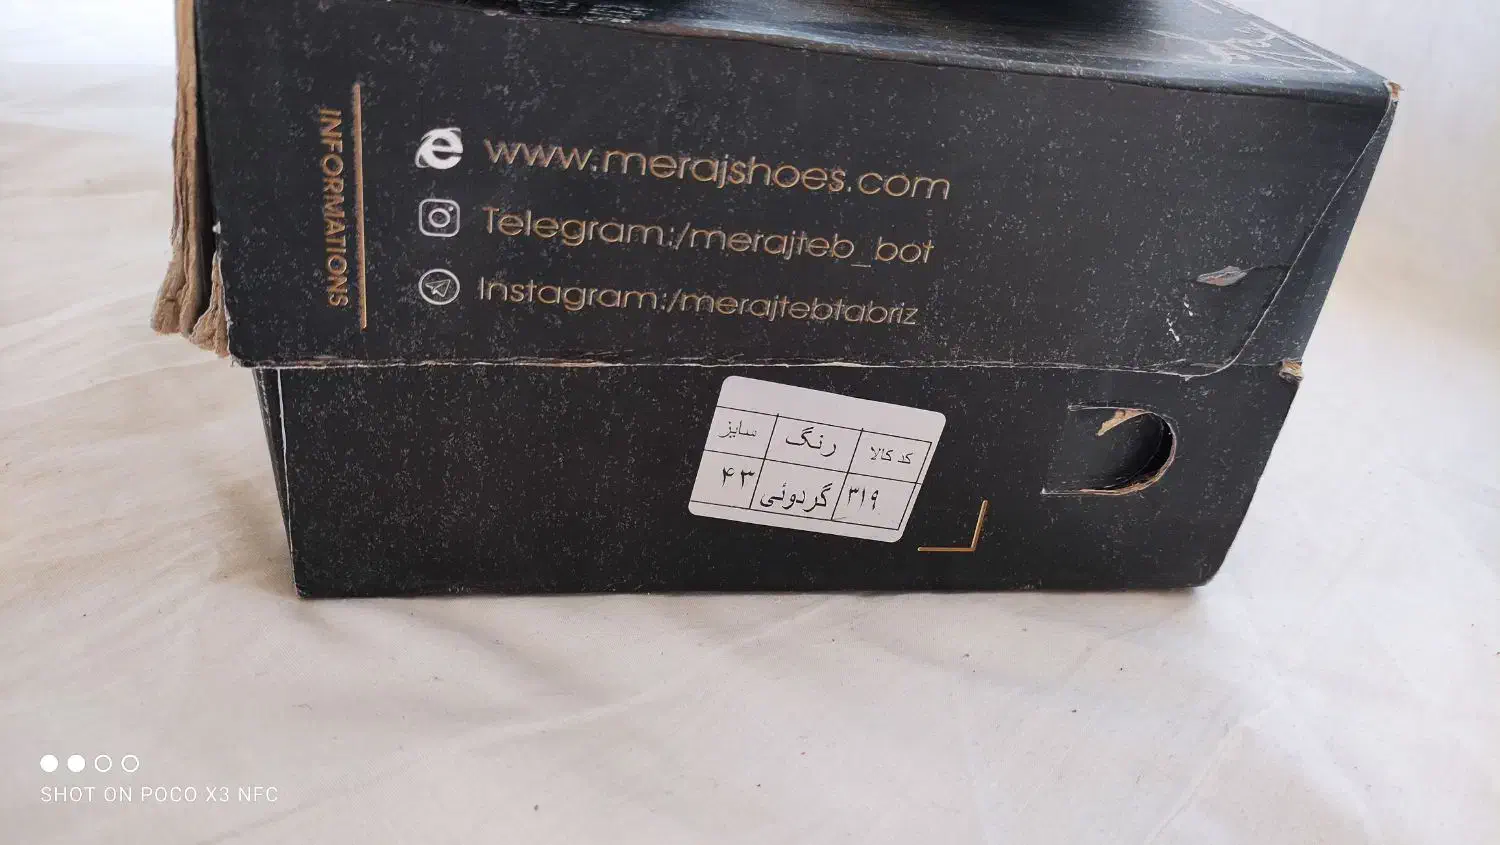 INFORMATIONS
www.merajshoes.com
Telegram:/merajteb_bot
Instagram:/merajtebtabriz
کد کالا رنگ سایز
۳۱۹ گردوئی ۴۳
SHOT ON POCO X3 NFC